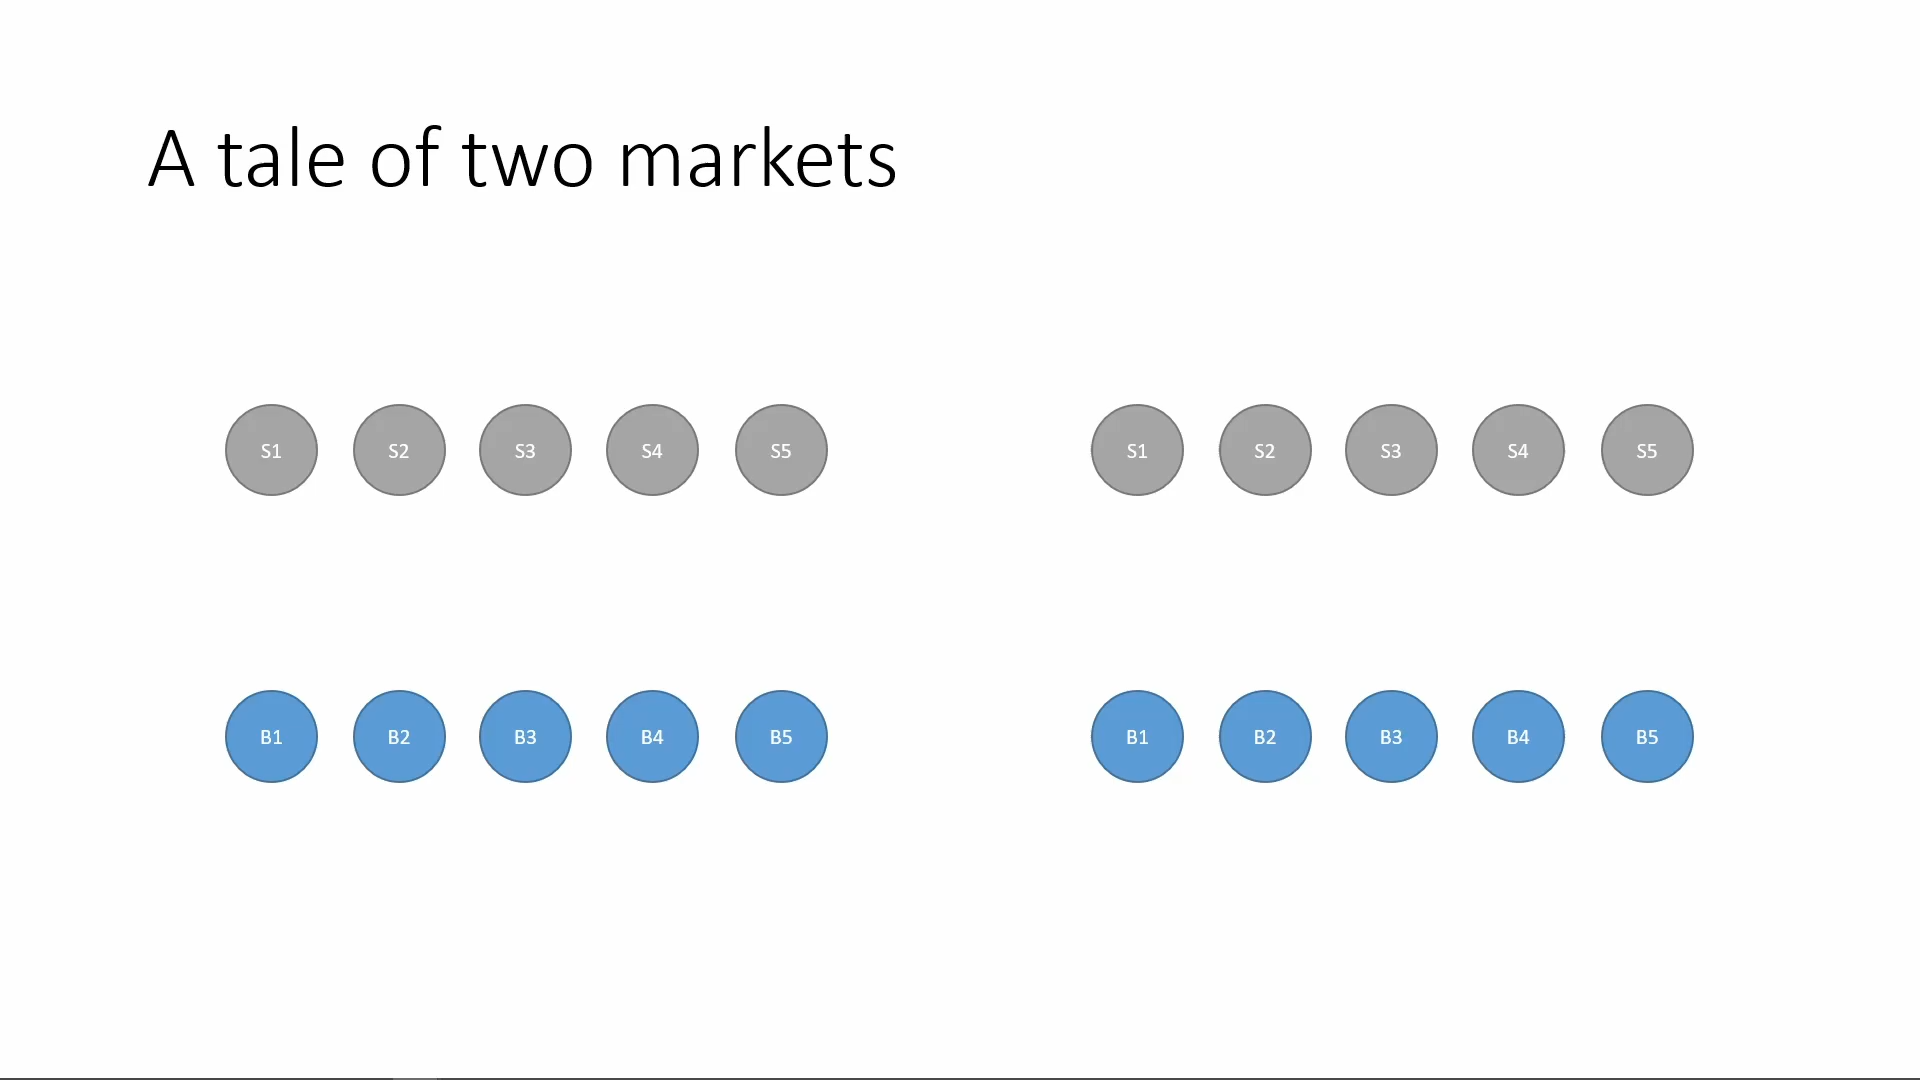 A tale of two markets
S1 S2 S3 S4 S5 S1 S2 S3 S4 S5
B1 B2 B3 B4 B5 B1 B2 B3 B4 B5